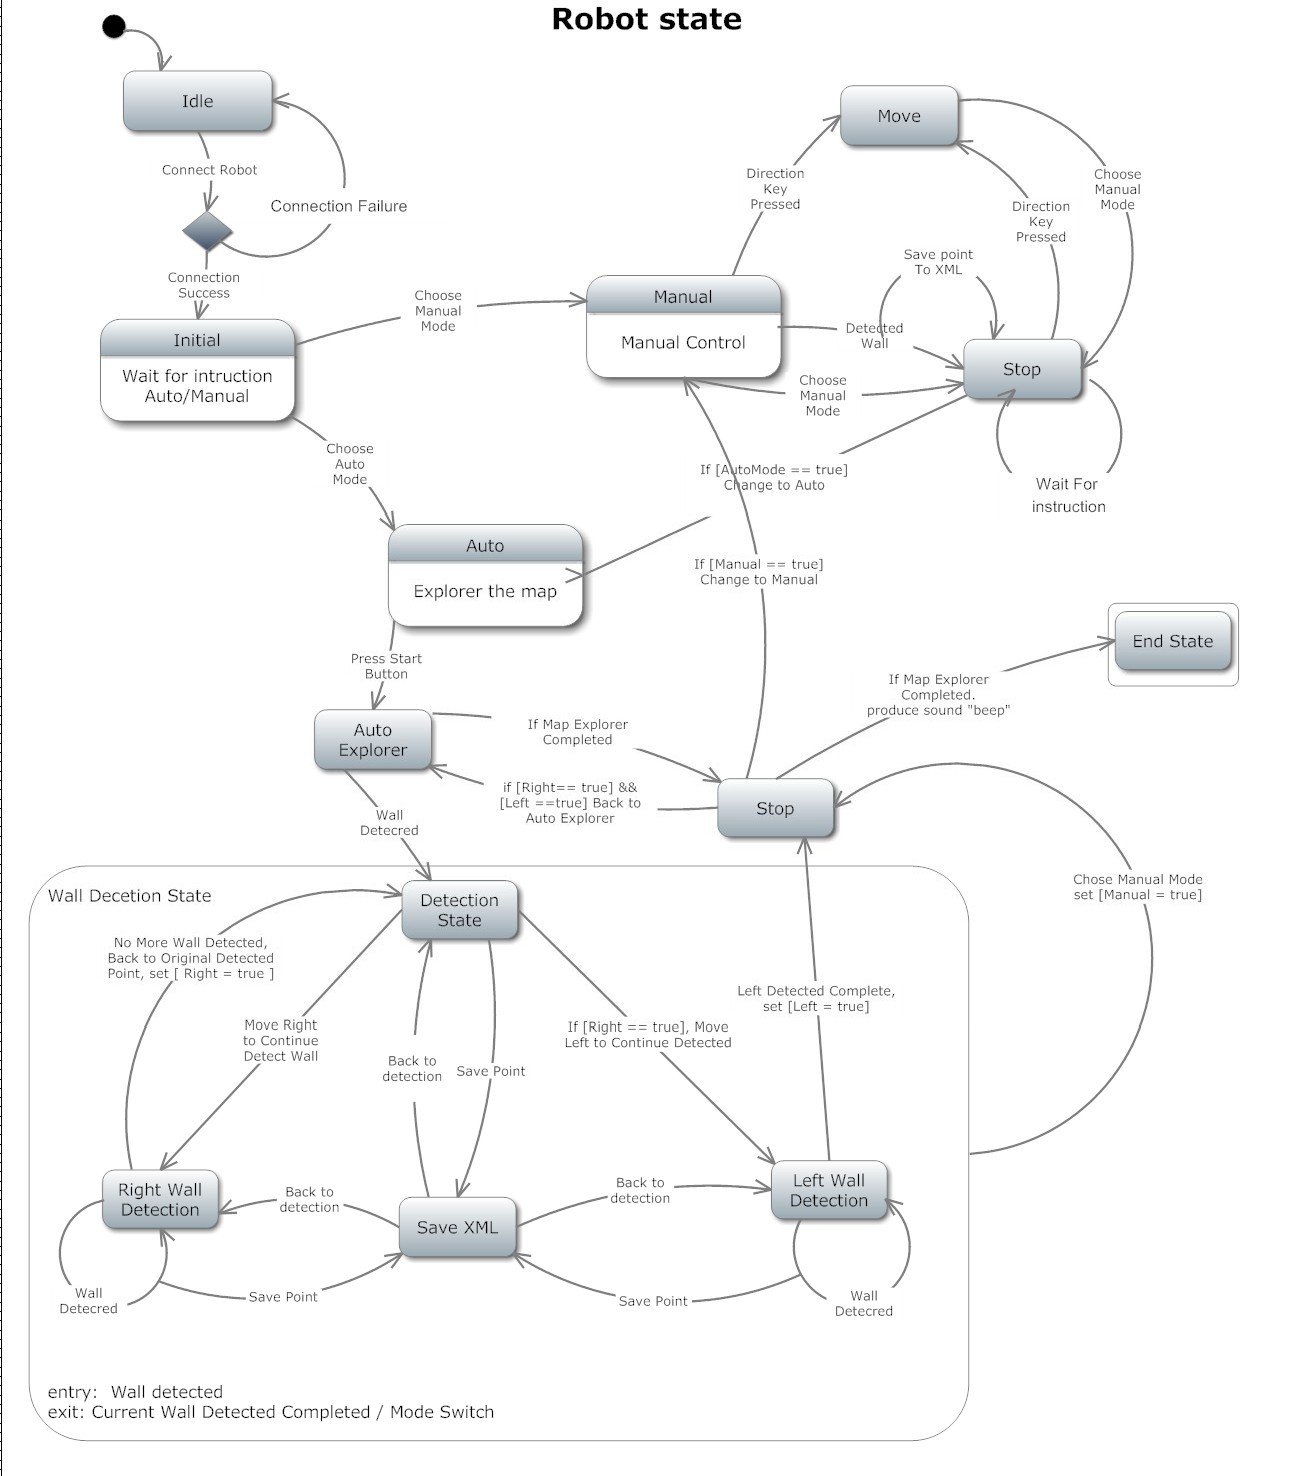 Robot state
Idle
Connect Robot
Connection Failure
Connection
Success
Initial
Wait for intruction
Auto/Manual
Choose
Manual
Mode
Choose
Auto
Mode
Manual
Manual Control
Direction
Key
Pressed
Move
Choose
Manual
Mode
Direction
Key
Pressed
Save point
To XML
Detected
Wall
Stop
Choose
Manual
Mode
Wait For
instruction
If [AutoMode == true]
Change to Auto
Auto
Explorer the map
If [Manual == true]
Change to Manual
Press Start
Button
End State
If Map Explorer
Completed.
produce sound "beep"
Auto
Explorer
If Map Explorer
Completed
if [Right== true] &&
[Left ==true] Back to
Auto Explorer
Stop
Wall
Detecred
Chose Manual Mode
set [Manual = true]
Wall Decetion State
Detection
State
No More Wall Detected,
Back to Original Detected
Point, set [ Right = true ]
Move Right
to Continue
Detect Wall
Back to
detection
Save Point
If [Right == true], Move
Left to Continue Detected
Left Detected Complete,
set [Left = true]
Right Wall
Detection
Back to
detection
Save XML
Back to
detection
Left Wall
Detection
Wall
Detecred
Save Point
Save Point
Wall
Detecred
entry:  Wall detected
exit: Current Wall Detected Completed / Mode Switch